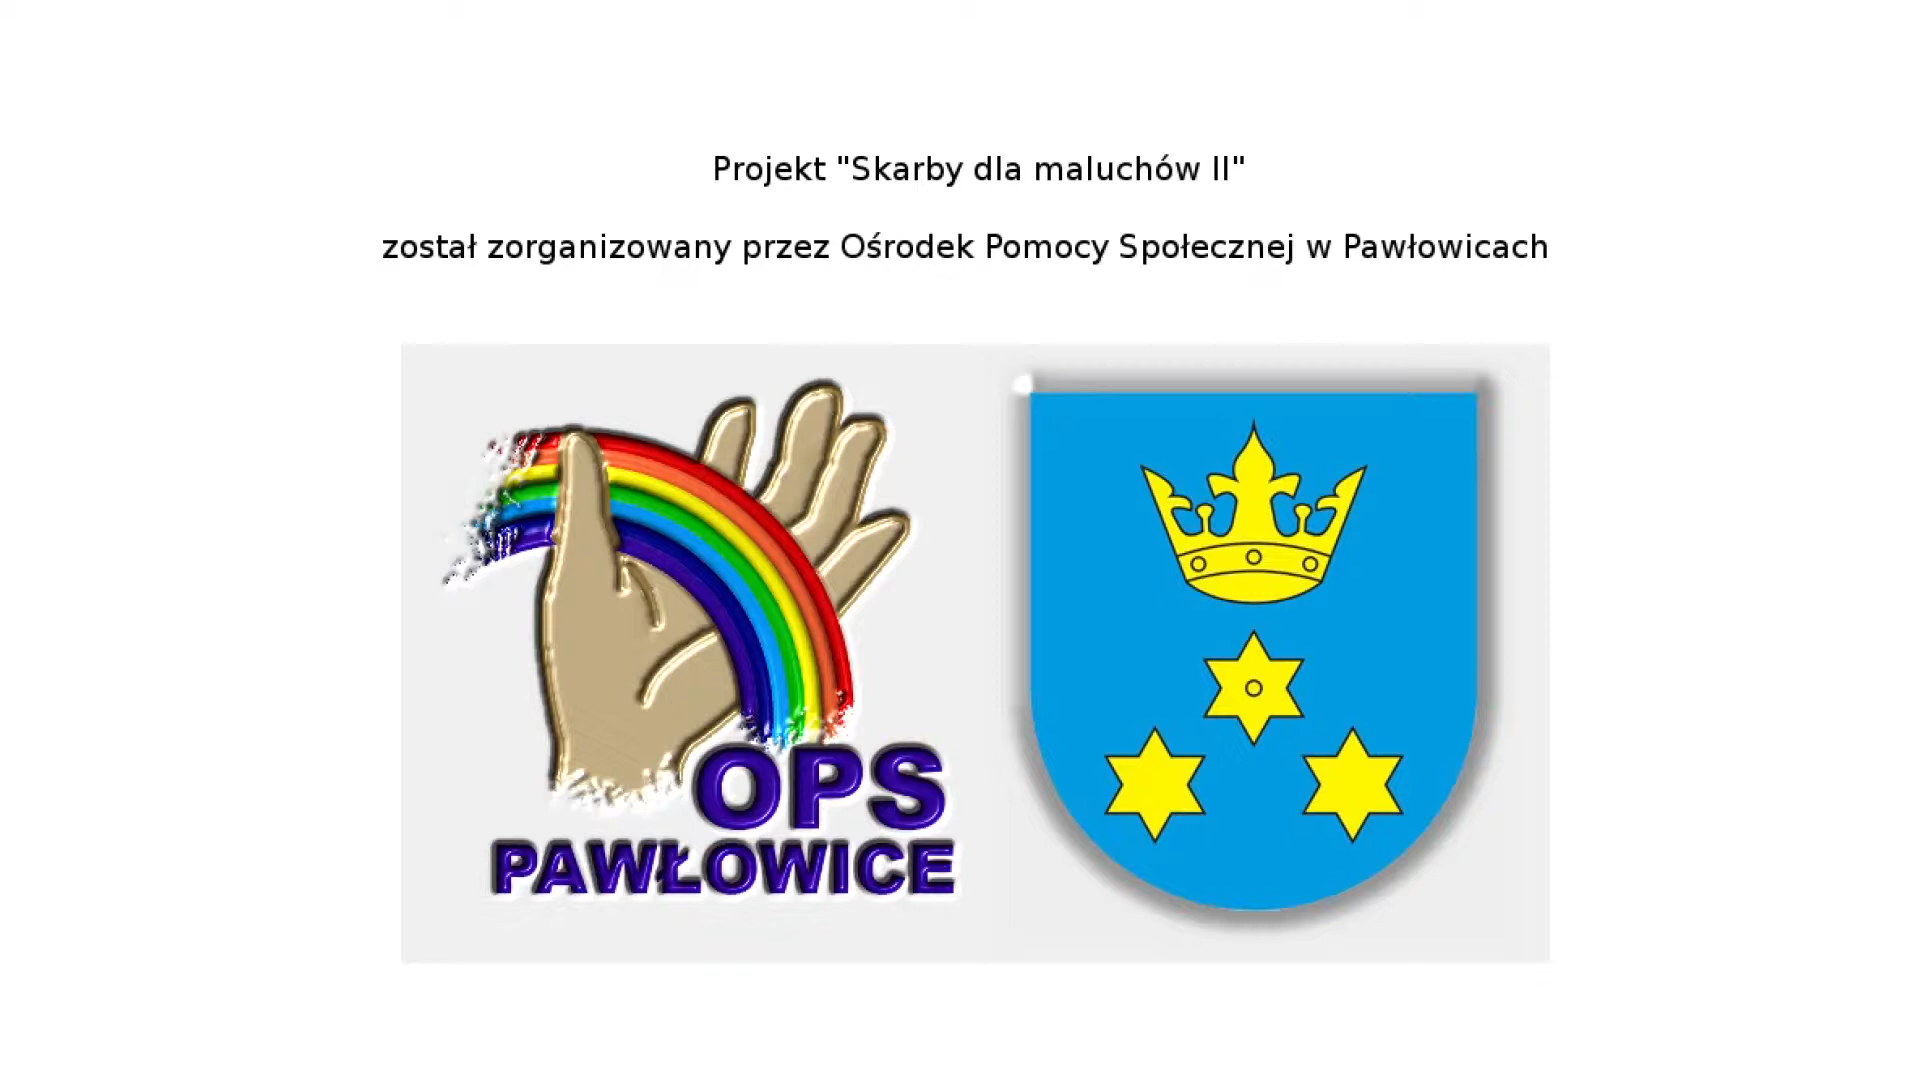 Projekt "Skarby dla maluchów II"
został zorganizowany przez Ośrodek Pomocy Społecznej w Pawłowicach
OPS
PAWŁOWICE